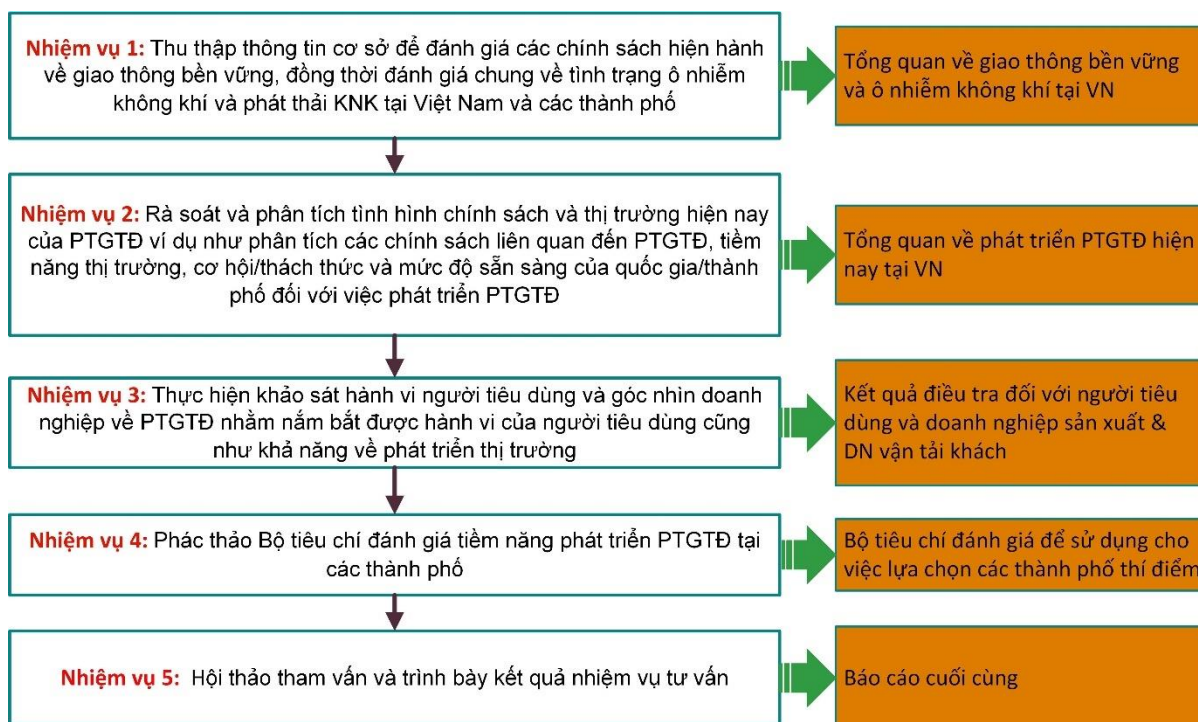 Nhiệm vụ 1: Thu thập thông tin cơ sở để đánh giá các chính sách hiện hành
về giao thông bền vững, đồng thời đánh giá chung về tình trạng ô nhiễm
không khí và phát thải KNK tại Việt Nam và các thành phố
Tổng quan về giao thông bền vững
và ô nhiễm không khí tại VN
Nhiệm vụ 2: Rà soát và phân tích tình hình chính sách và thị trường hiện nay
của PTGTĐ ví dụ như phân tích các chính sách liên quan đến PTGTĐ, tiềm
năng thị trường, cơ hội/thách thức và mức độ sẵn sàng của quốc gia/thành
phố đối với việc phát triển PTGTĐ
Tổng quan về phát triển PTGTĐ hiện
nay tại VN
Nhiệm vụ 3: Thực hiện khảo sát hành vi người tiêu dùng và góc nhìn doanh
nghiệp về PTGTĐ nhằm nắm bắt được hành vi của người tiêu dùng cũng
như khả năng về phát triển thị trường
Kết quả điều tra đối với người tiêu
dùng và doanh nghiệp sản xuất &
DN vận tải khách
Nhiệm vụ 4: Phác thảo Bộ tiêu chí đánh giá tiềm năng phát triển PTGTĐ tại
các thành phố
Bộ tiêu chí đánh giá để sử dụng cho
việc lựa chọn các thành phố thí điểm
Nhiệm vụ 5: Hội thảo tham vấn và trình bày kết quả nhiệm vụ tư vấn
Báo cáo cuối cùng